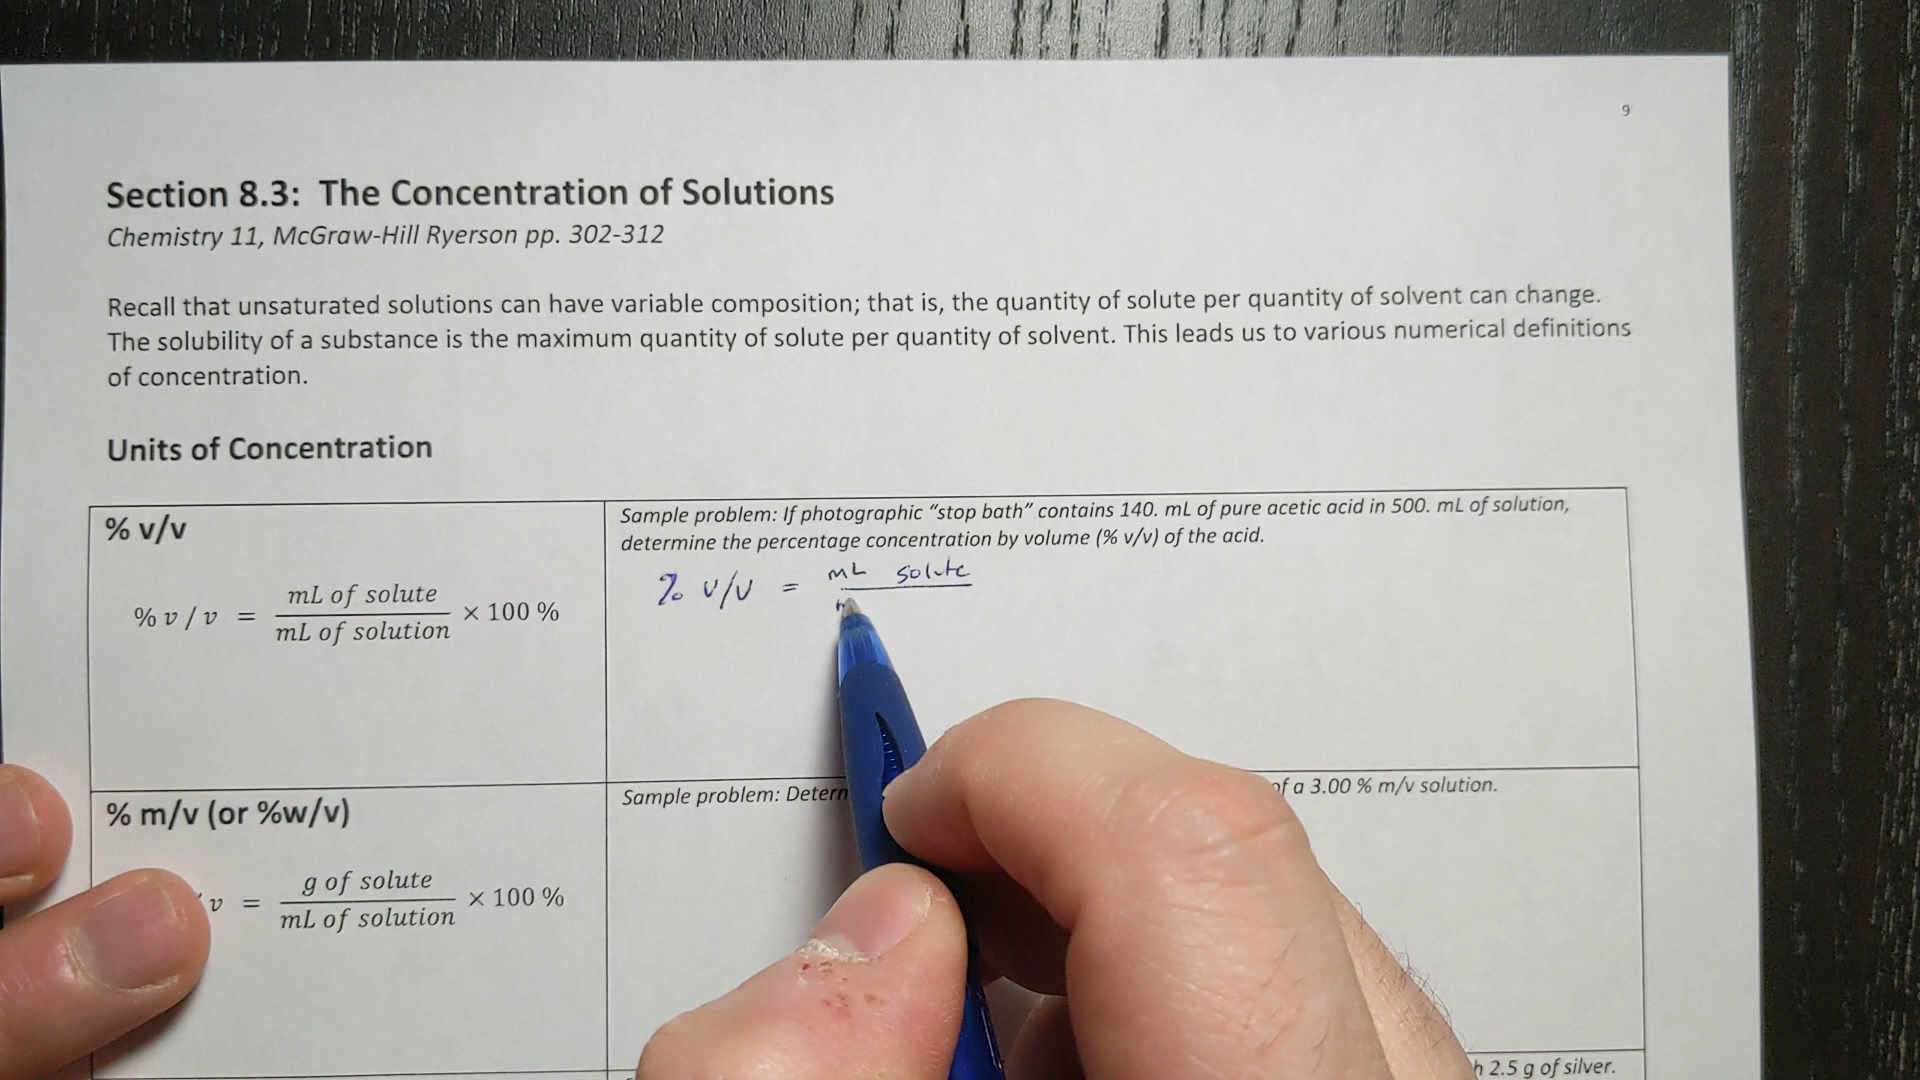 9
Section 8.3: The Concentration of Solutions
Chemistry 11, McGraw-Hill Ryerson pp. 302-312
Recall that unsaturated solutions can have variable composition; that is, the quantity of solute per quantity of solvent can change.
The solubility of a substance is the maximum quantity of solute per quantity of solvent. This leads us to various numerical definitions
of concentration.
Units of Concentration
% v/v
% v / v = mL of solute / mL of solution × 100 %
Sample problem: If photographic “stop bath” contains 140. mL of pure acetic acid in 500. mL of solution,
determine the percentage concentration by volume (% v/v) of the acid.
% v/v = mL solute
% m/v (or %w/v)
v = g of solute / mL of solution × 100 %
Sample problem: of a 3.00 % m/v solution.
2.5 g of silver.